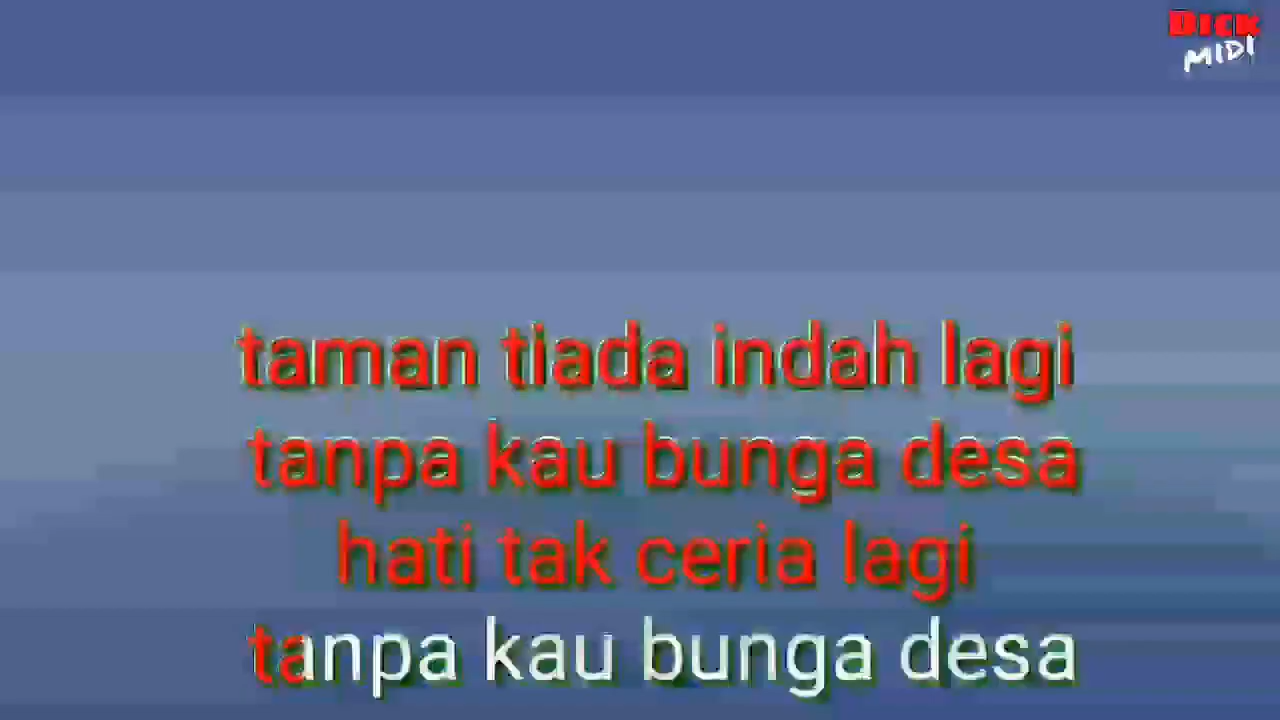 DICK
MIDI
taman tiada indah lagi
tanpa kau bunga desa
hati tak ceria lagi
tanpa kau bunga desa